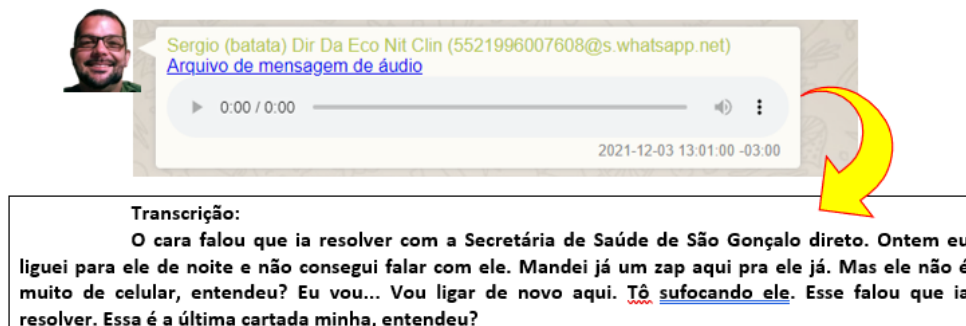 Sergio (batata) Dir Da Eco Nit Clin (5521996007608@s.whatsapp.net)
Arquivo de mensagem de áudio
0:00 / 0:00
2021-12-03 13:01:00 -03:00
Transcrição:
O cara falou que ia resolver com a Secretária de Saúde de São Gonçalo direto. Ontem eu
liguei para ele de noite e não consegui falar com ele. Mandei já um zap aqui pra ele já. Mas ele não é
muito de celular, entendeu? Eu vou... Vou ligar de novo aqui. Tô sufocando ele. Esse falou que ia
resolver. Essa é a última cartada minha, entendeu?